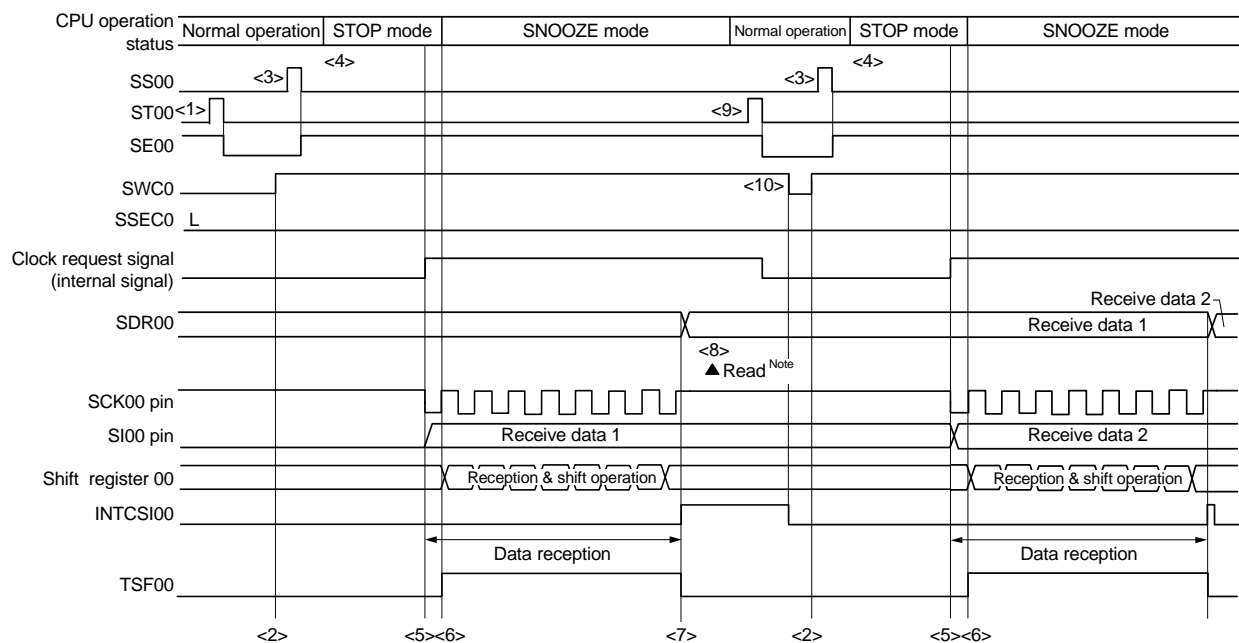 CPU operation status
Normal operation STOP mode SNOOZE mode Normal operation STOP mode SNOOZE mode
<3> <4> <3> <4>
SS00
ST00 <1> <9>
SE00
SWC0 <10>
SSEC0 L
Clock request signal
(internal signal)
Receive data 2
SDR00 Receive data 1
<8>
▲ Read Note
SCK00 pin
SI00 pin Receive data 1 Receive data 2
Shift register 00 Reception & shift operation Reception & shift operation
INTCSI00
Data reception Data reception
TSF00
<2> <5><6> <7> <2> <5><6>